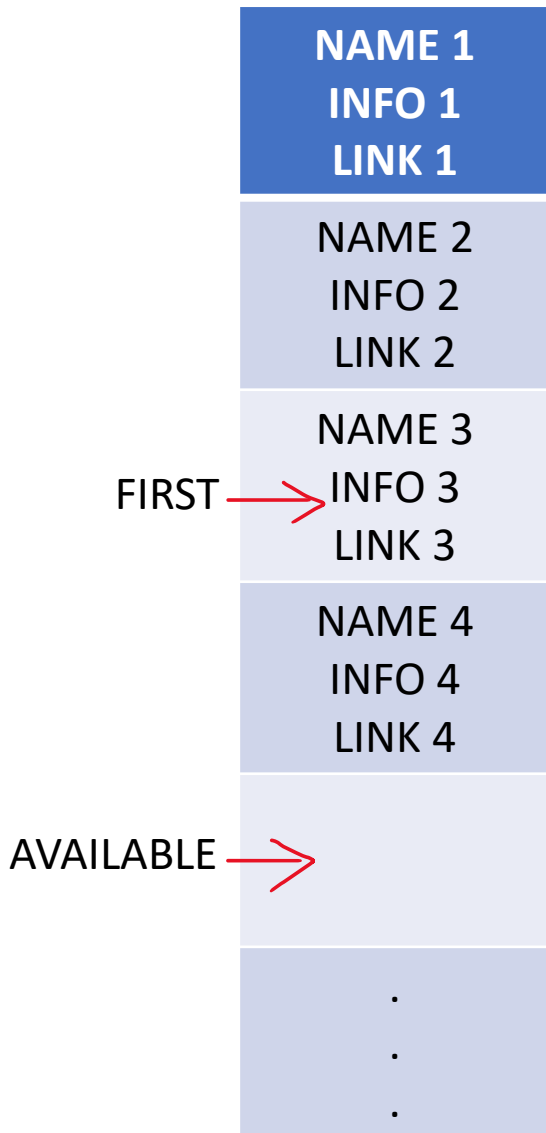 NAME 1
INFO 1
LINK 1
NAME 2
INFO 2
LINK 2
NAME 3
FIRST INFO 3
LINK 3
NAME 4
INFO 4
LINK 4
AVAILABLE
.
.
.